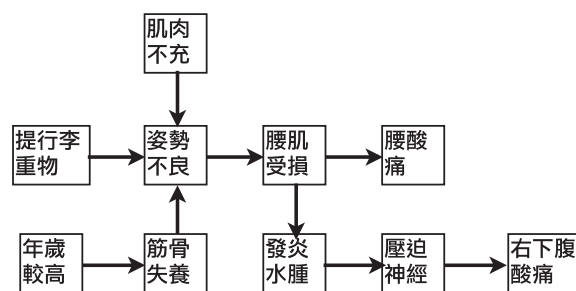 肌肉
不充
提行李
重物
姿勢
不良
腰肌
受損
腰酸
痛
年歲
較高
筋骨
失養
發炎
水腫
壓迫
神經
右下腹
酸痛